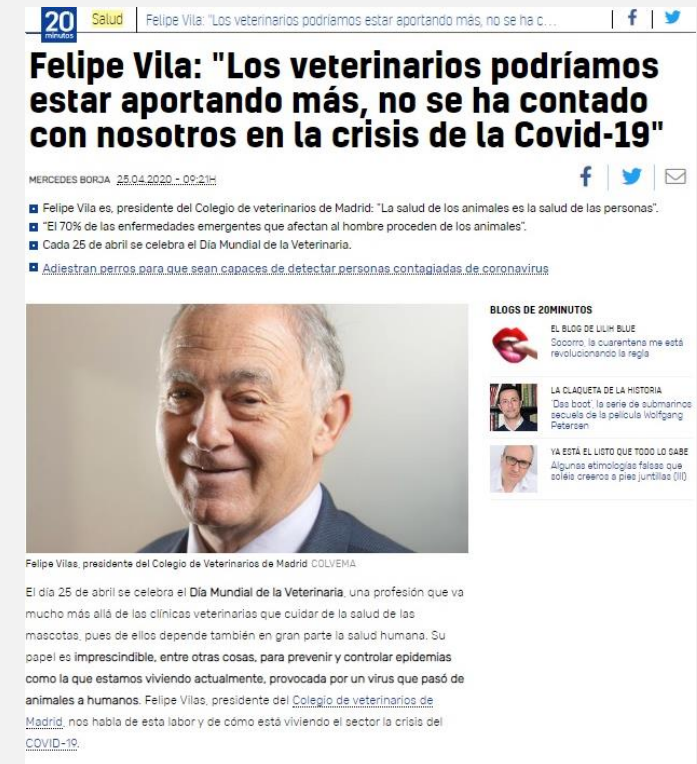 20
minutos
Salud
Felipe Vila: "Los veterinarios podríamos estar aportando más, no se ha c...
Felipe Vila: "Los veterinarios podríamos
estar aportando más, no se ha contado
con nosotros en la crisis de la Covid-19"
MERCEDES BORJA 25.04.2020 - 09:21H
Felipe Vila es, presidente del Colegio de veterinarios de Madrid: "La salud de los animales es la salud de las personas".
"El 70% de las enfermedades emergentes que afectan al hombre proceden de los animales".
Cada 25 de abril se celebra el Día Mundial de la Veterinaria.
Adiestran perros para que sean capaces de detectar personas contagiadas de coronavirus
BLOGS DE 20MINUTOS
EL BLOG DE LILIH BLUE
Socorro, la cuarentena me está
revolucionando la regla
LA CLAQUETA DE LA HISTORIA
'Das boot', la serie de submarinos
secuela de la película Wolfgang
Petersen
YA ESTÁ EL LISTO QUE TODO LO SABE
Algunas etimologías falsas que
soléis creeros a pies juntillas (III)
Felipe Vilas, presidente del Colegio de Veterinarios de Madrid COLVEMA
El día 25 de abril se celebra el Día Mundial de la Veterinaria, una profesión que va
mucho más allá de las clínicas veterinarias que cuidar de la salud de las
mascotas, pues de ellos depende también en gran parte la salud humana. Su
papel es imprescindible, entre otras cosas, para prevenir y controlar epidemias
como la que estamos viviendo actualmente, provocada por un virus que pasó de
animales a humanos. Felipe Vilas, presidente del Colegio de veterinarios de
Madrid, nos habla de esta labor y de cómo está viviendo el sector la crisis del
COVID-19.